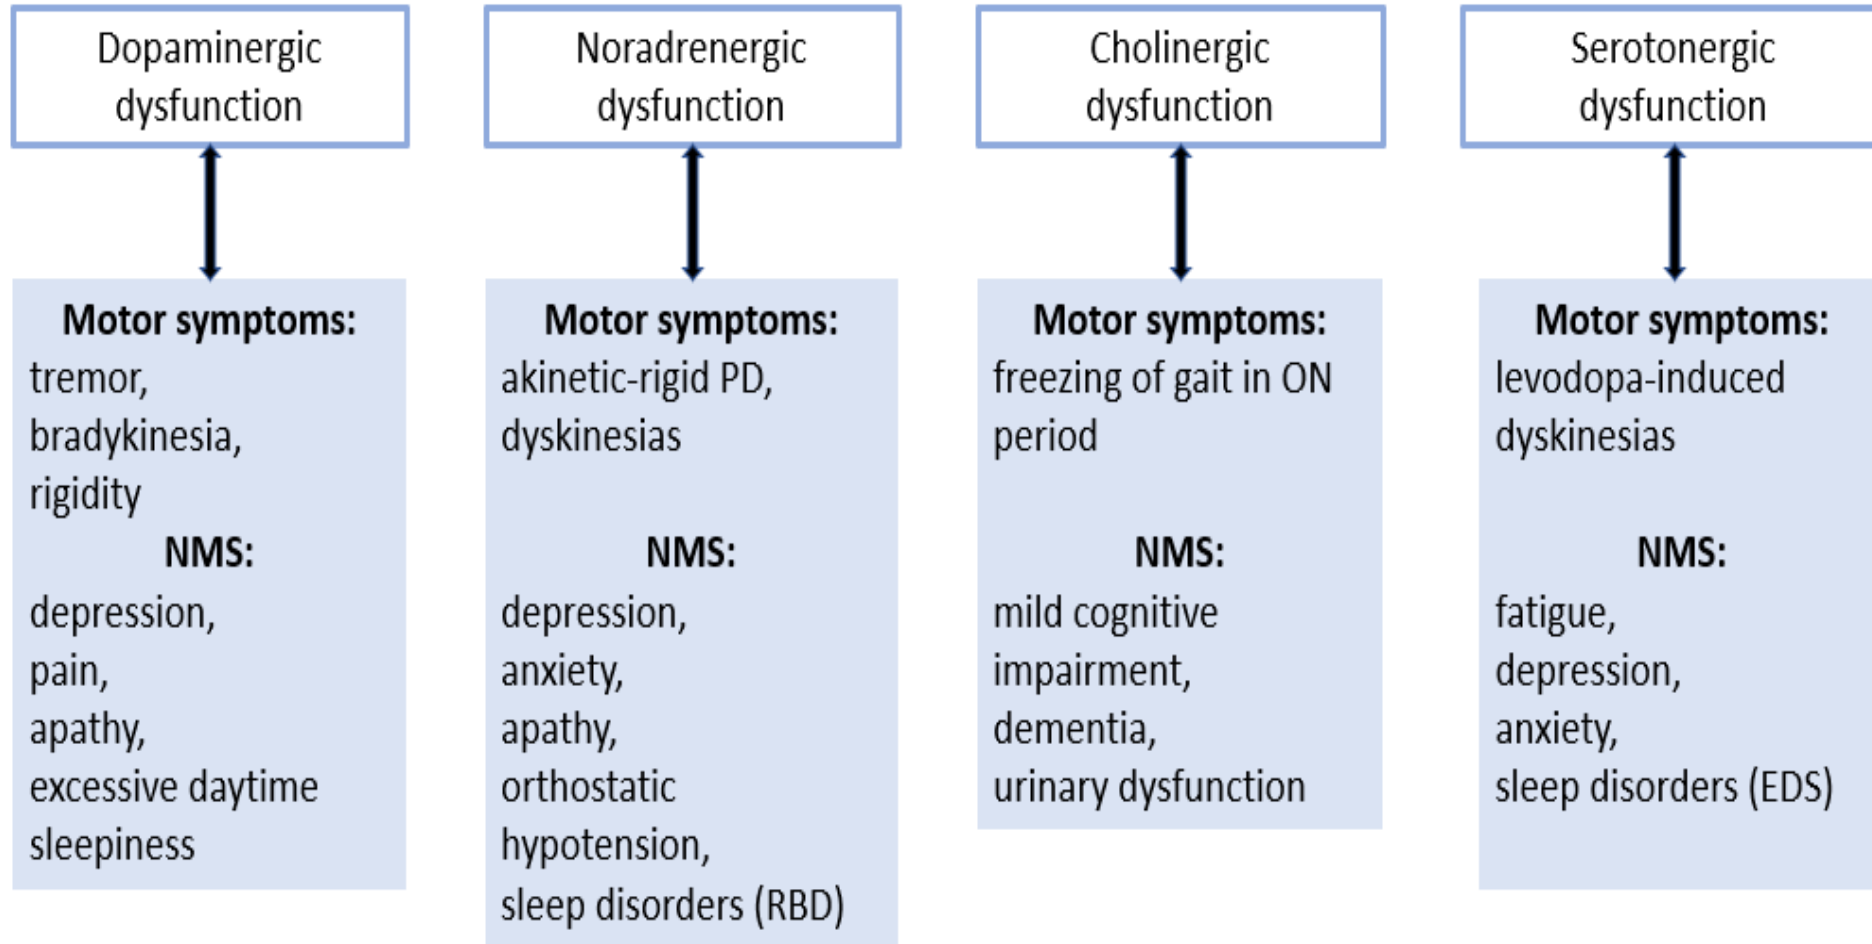 Dopaminergic
dysfunction
Noradrenergic
dysfunction
Cholinergic
dysfunction
Serotonergic
dysfunction
Motor symptoms:
tremor,
bradykinesia,
rigidity
NMS:
depression,
pain,
apathy,
excessive daytime
sleepiness
Motor symptoms:
akinetic-rigid PD,
dyskinesias
NMS:
depression,
anxiety,
apathy,
orthostatic
hypotension,
sleep disorders (RBD)
Motor symptoms:
freezing of gait in ON
period
NMS:
mild cognitive
impairment,
dementia,
urinary dysfunction
Motor symptoms:
levodopa-induced
dyskinesias
NMS:
fatigue,
depression,
anxiety,
sleep disorders (EDS)